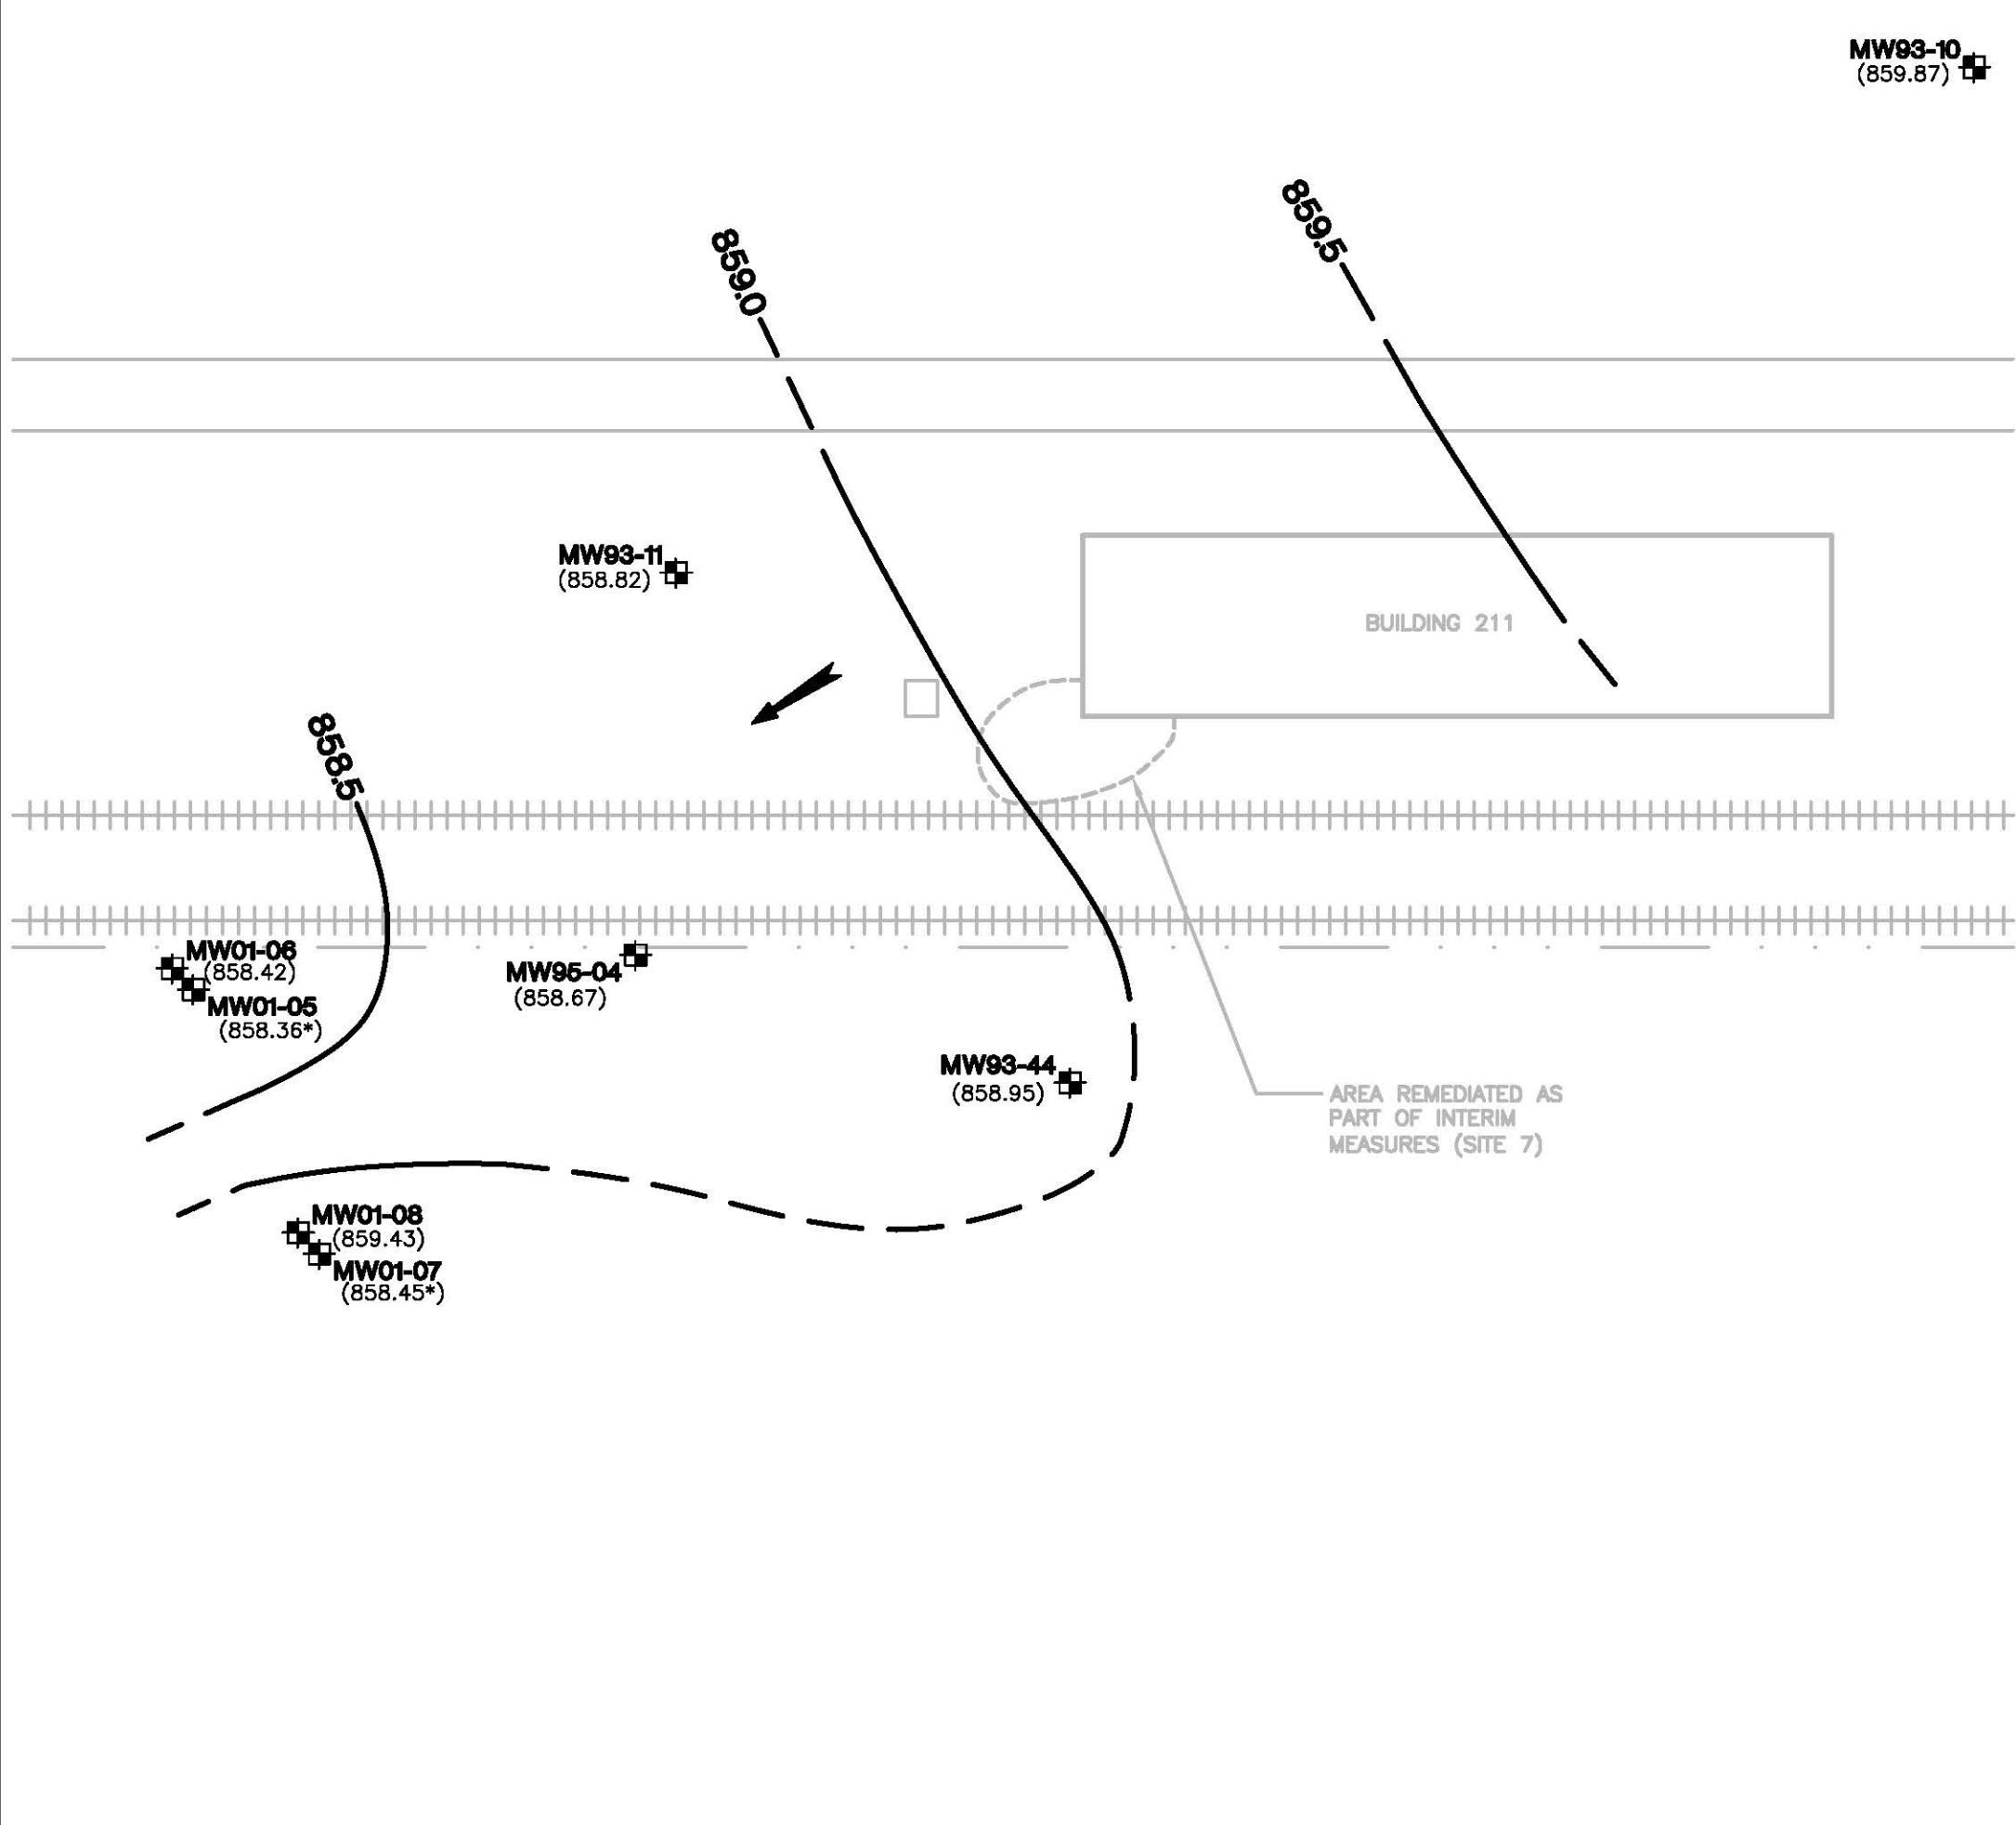 MW93-10
(859.87)
859.5
859.0
MW93-11
(858.82)
BUILDING 211
858.5
MW01-06
(858.42)
MW01-05
(858.36*)
MW95-04
(858.67)
MW93-44
(858.95)
AREA REMEDIATED AS
PART OF INTERIM
MEASURES (SITE 7)
MW01-08
(859.43)
MW01-07
(858.45*)